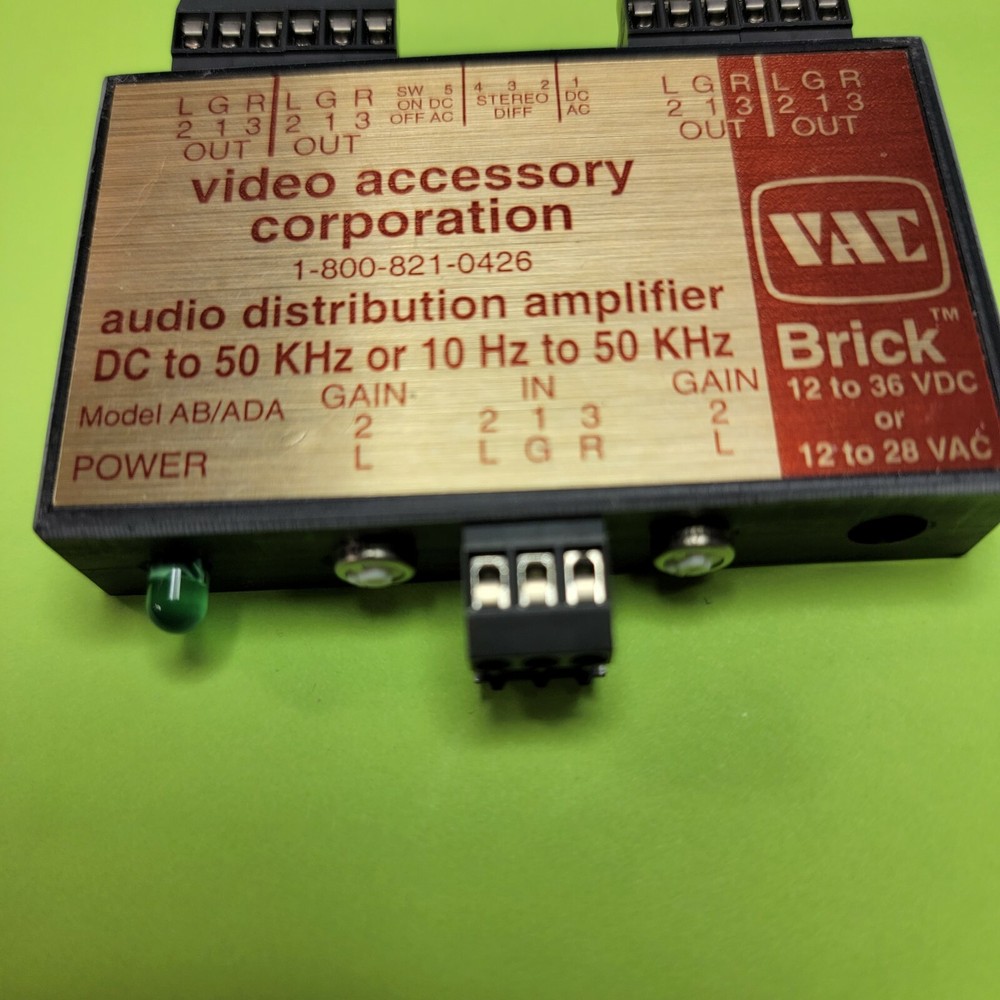 L G R L G R SW 5 4 3 2 1 L G R L G R
2 1 3 2 1 3 ON DC STEREO DC 2 1 3 2 1 3
OUT OUT OFF AC DIFF AC OUT OUT
video accessory
corporation
1-800-821-0426
audio distribution amplifier
DC to 50 KHz or 10 Hz to 50 KHz
Model AB/ADA
POWER
GAIN
2
L
IN
2 1 3
L G R
GAIN
2
L
VAC
Brick™
12 to 36 VDC
or
12 to 28 VAC